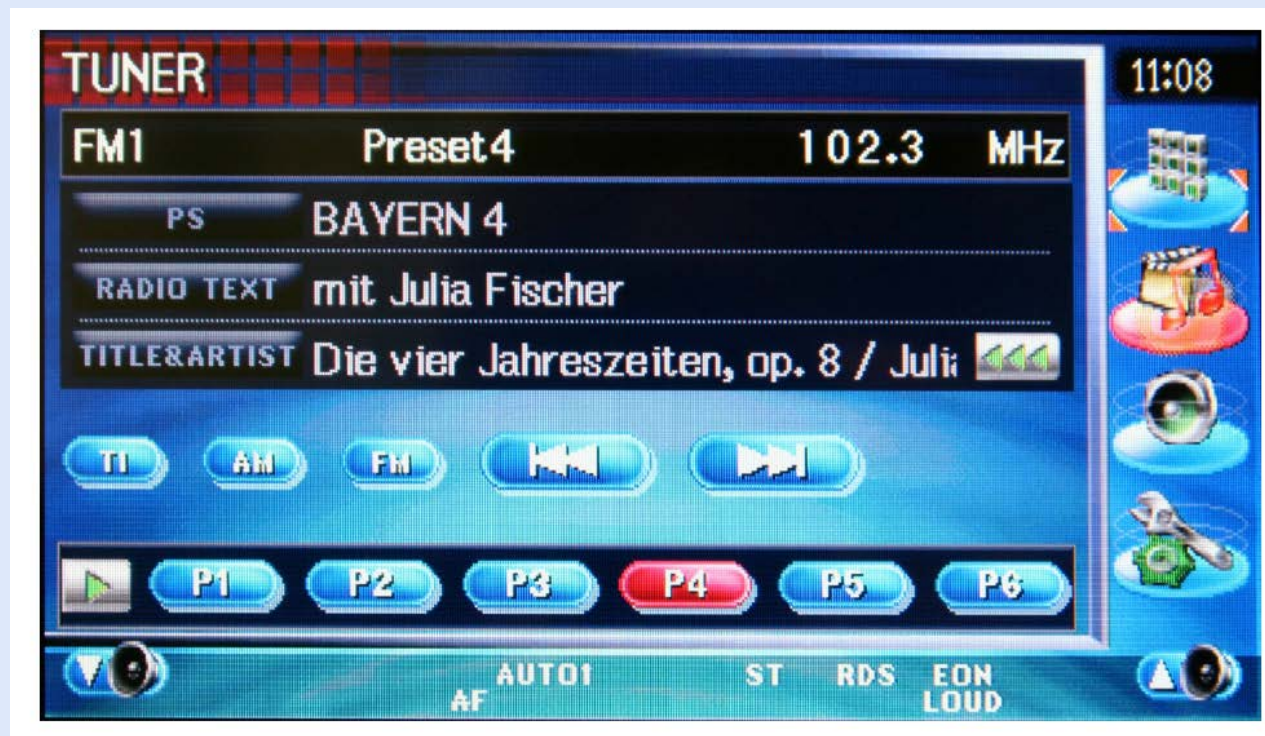 TUNER
11:08
FM1 Preset4 102.3 MHz
PS BAYERN 4
RADIO TEXT mit Julia Fischer
TITLE&ARTIST Die vier Jahreszeiten, op. 8 / Julia
TI AM FM
P1 P2 P3 P4 P5 P6
AUTO1 ST RDS EON
AF LOUD